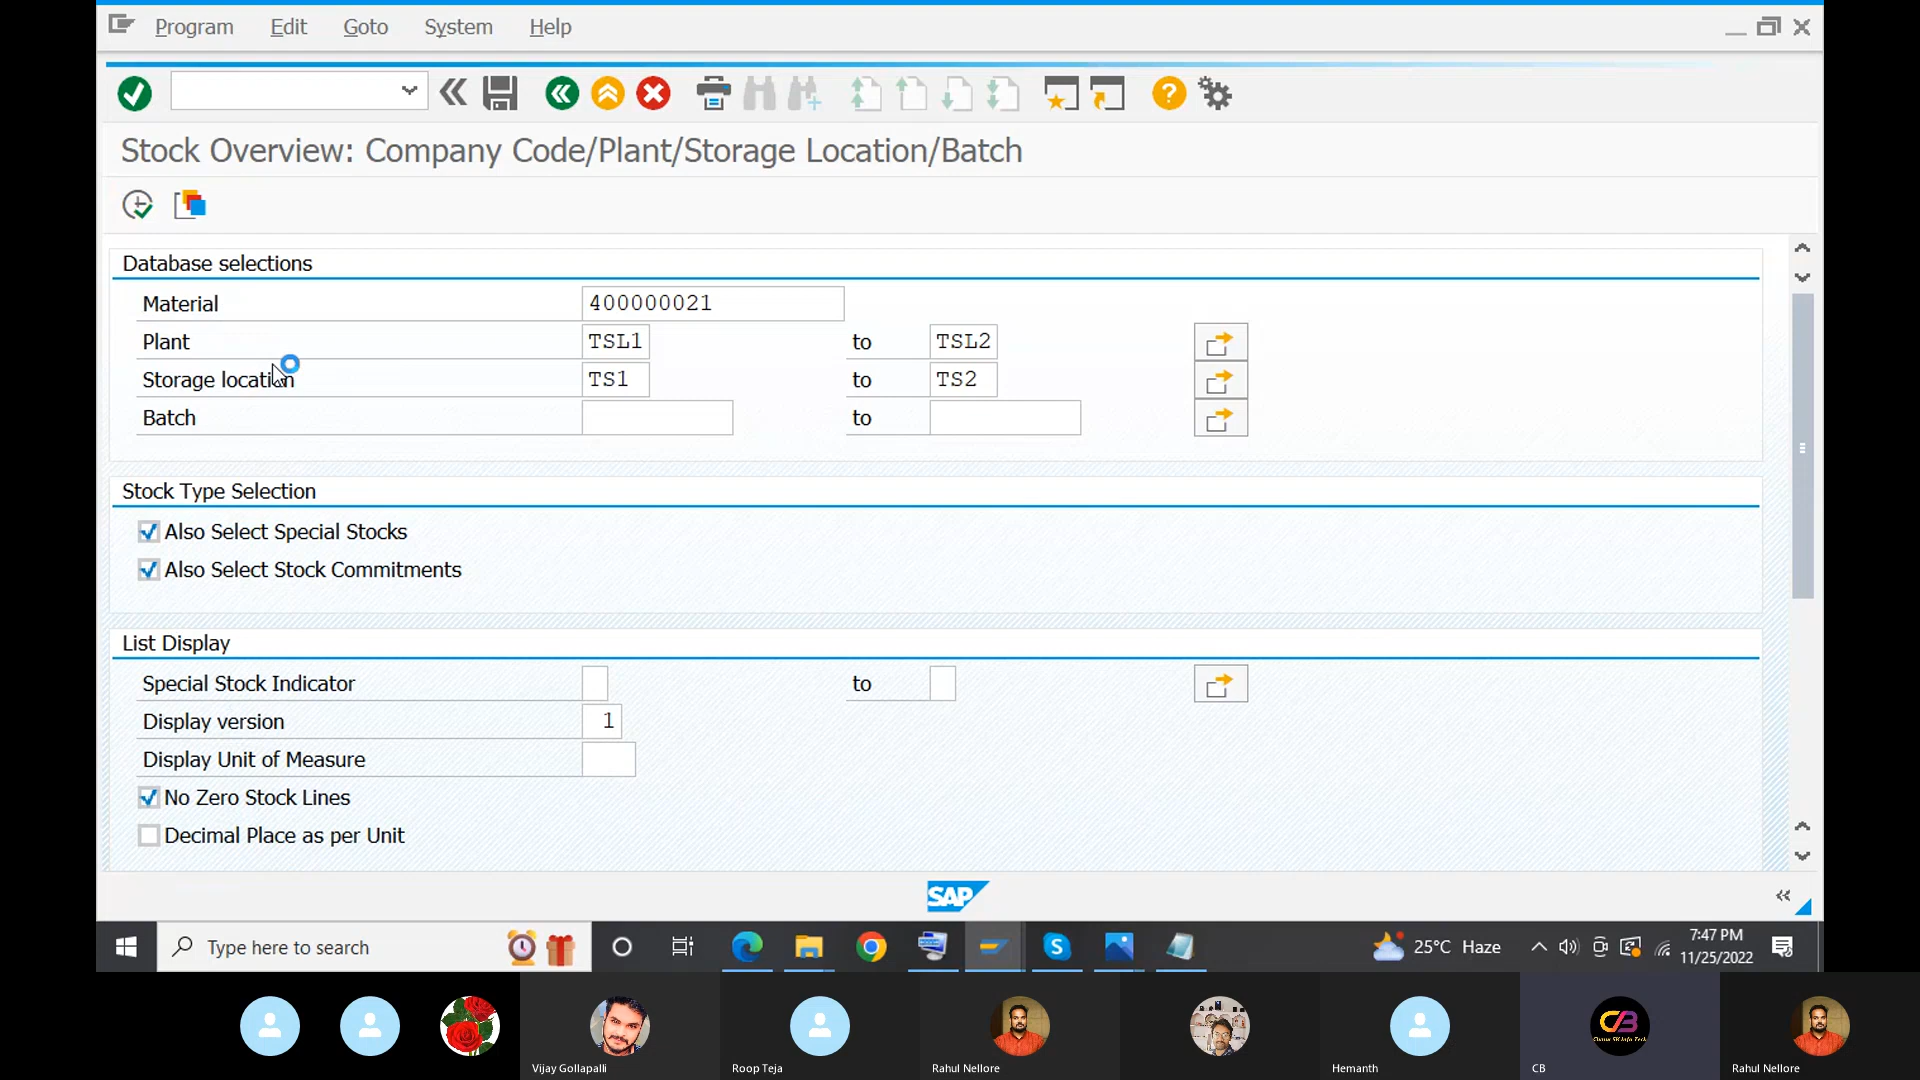 Program Edit Goto System Help
Stock Overview: Company Code/Plant/Storage Location/Batch
Database selections
Material 400000021
Plant TSL1 to TSL2
Storage location TS1 to TS2
Batch to
Stock Type Selection
Also Select Special Stocks
Also Select Stock Commitments
List Display
Special Stock Indicator to
Display version 1
Display Unit of Measure
No Zero Stock Lines
Decimal Place as per Unit
SAP
Type here to search
25°C Haze
7:47 PM
11/25/2022
CB
Vijay Gollapalli
Roop Teja
Rahul Nellore
Hemanth
CB
Rahul Nellore